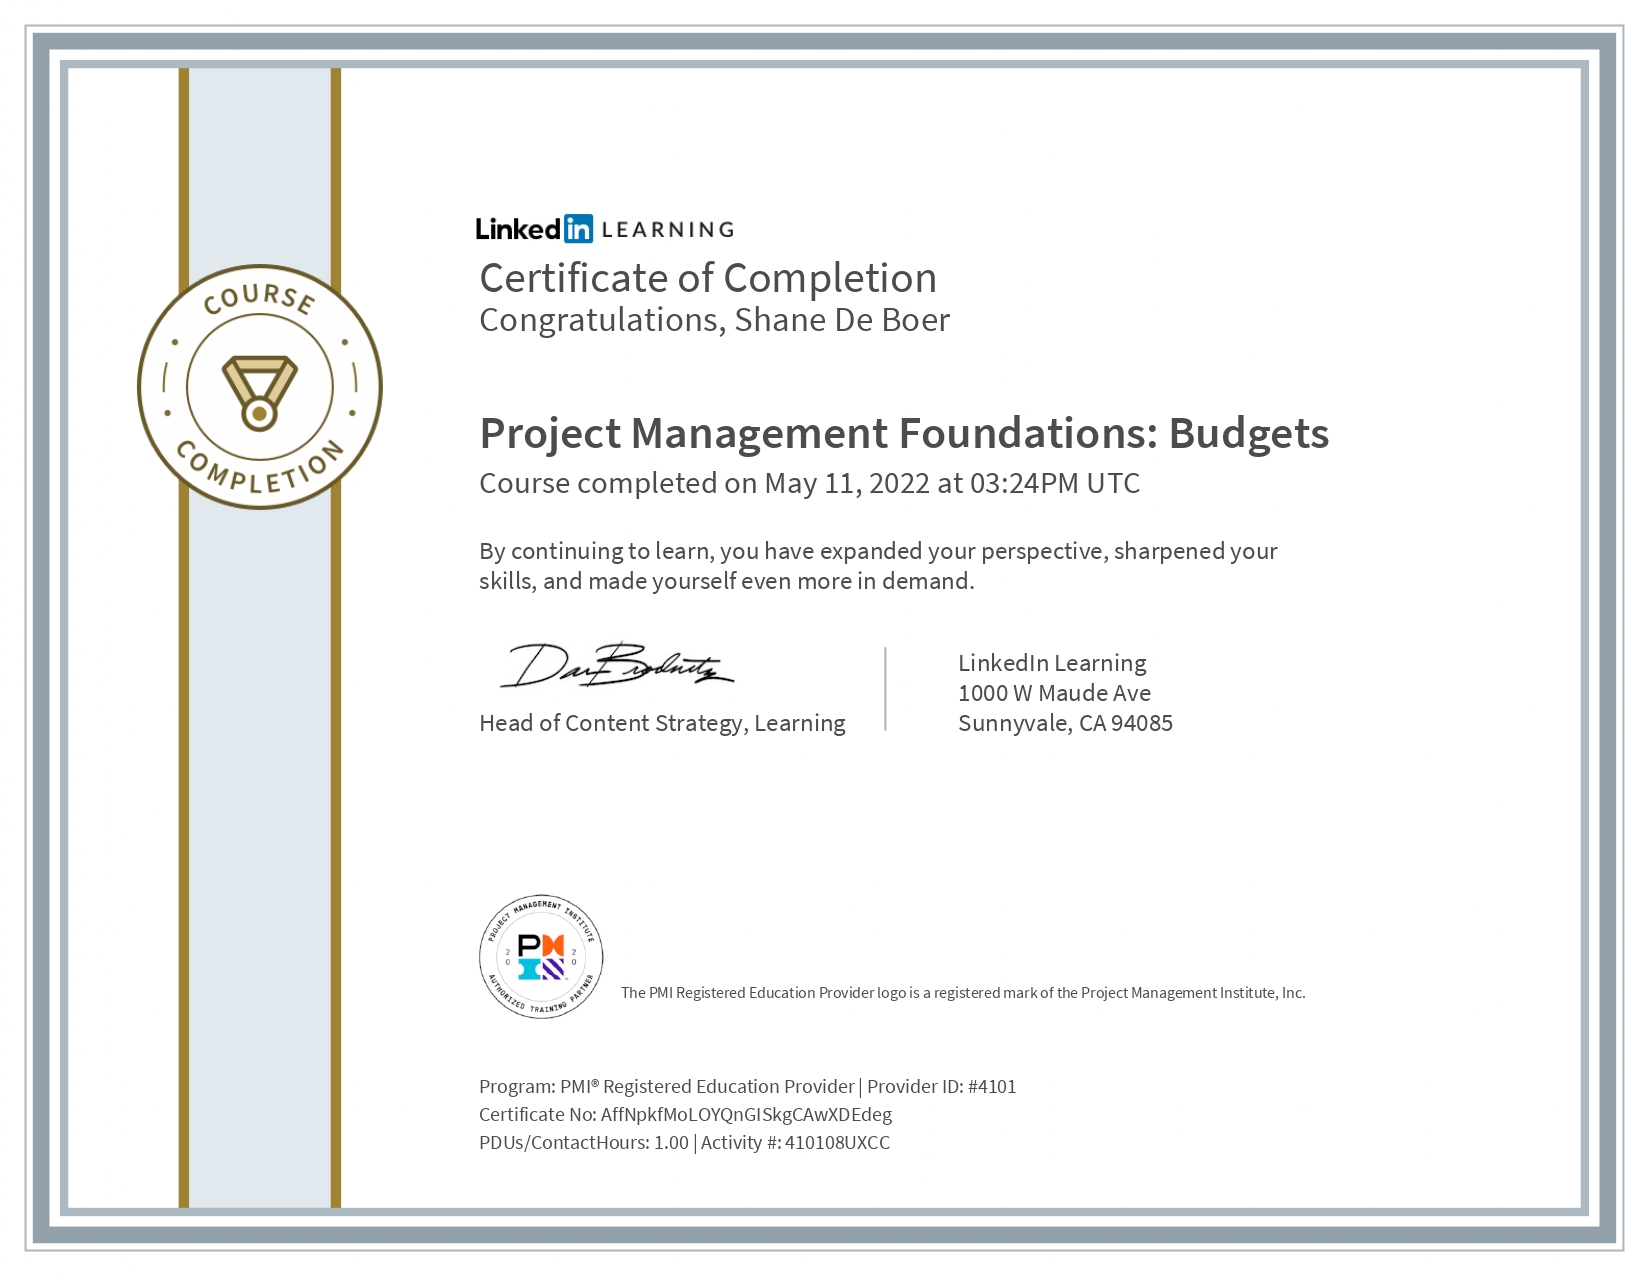 COURSE
COMPLETION
Linked in LEARNING
Certificate of Completion
Congratulations, Shane De Boer
Project Management Foundations: Budgets
Course completed on May 11, 2022 at 03:24PM UTC
By continuing to learn, you have expanded your perspective, sharpened your
skills, and made yourself even more in demand.
Head of Content Strategy, Learning
LinkedIn Learning
1000 W Maude Ave
Sunnyvale, CA 94085
PROJECT MANAGEMENT INSTITUTE
20 PMI 20
AUTHORIZED TRAINING PARTNER
The PMI Registered Education Provider logo is a registered mark of the Project Management Institute, Inc.
Program: PMI® Registered Education Provider | Provider ID: #4101
Certificate No: AffNpkfMoLOYQnGISkgCAwXDEdeg
PDUs/ContactHours: 1.00 | Activity #: 410108UXCC